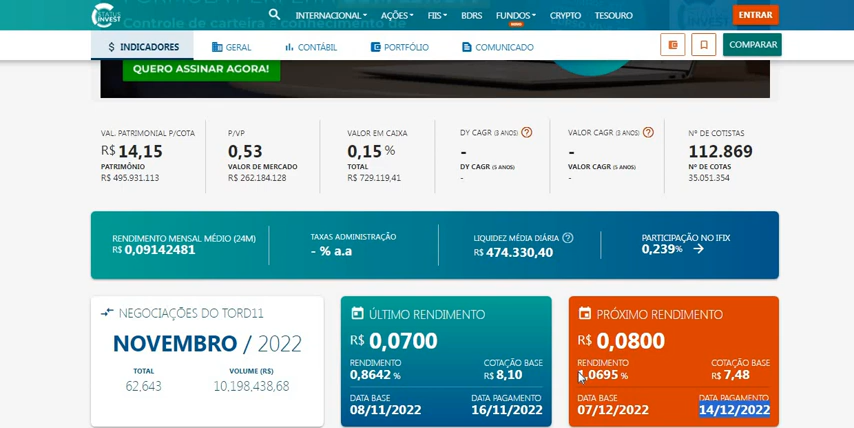 STATUS INVEST
INTERNACIONAL AÇÕES FIIS BDRS FUNDOS CRYPTO TESOURO ENTRAR
$ INDICADORES GERAL CONTÁBIL PORTFÓLIO COMUNICADO COMPARAR
QUERO ASSINAR AGORA!
VAL. PATRIMONIAL P/COTA
R$ 14,15
PATRIMÔNIO
R$ 495.931.113
P/VP
0,53
VALOR DE MERCADO
R$ 262.184.128
VALOR EM CAIXA
0,15 %
TOTAL
R$ 729.119,41
DY CAGR (3 ANOS) ?
-
DY CAGR (5 ANOS)
-
VALOR CAGR (3 ANOS) ?
-
VALOR CAGR (5 ANOS)
-
Nº DE COTISTAS
112.869
Nº DE COTAS
35.051.354
RENDIMENTO MENSAL MÉDIO (24M)
R$ 0,09142481
TAXAS ADMINISTRAÇÃO
- % a.a
LIQUIDEZ MÉDIA DIÁRIA ?
R$ 474.330,40
PARTICIPAÇÃO NO IFIX
0,239%
NEGOCIAÇÕES DO TORD11
NOVEMBRO / 2022
TOTAL
62,643
VOLUME (R$)
10,198,438,68
ÚLTIMO RENDIMENTO
R$ 0,0700
RENDIMENTO
0,8642 %
COTAÇÃO BASE
R$ 8,10
DATA BASE
08/11/2022
DATA PAGAMENTO
16/11/2022
PRÓXIMO RENDIMENTO
R$ 0,0800
RENDIMENTO
1,0695 %
COTAÇÃO BASE
R$ 7,48
DATA BASE
07/12/2022
DATA PAGAMENTO
14/12/2022